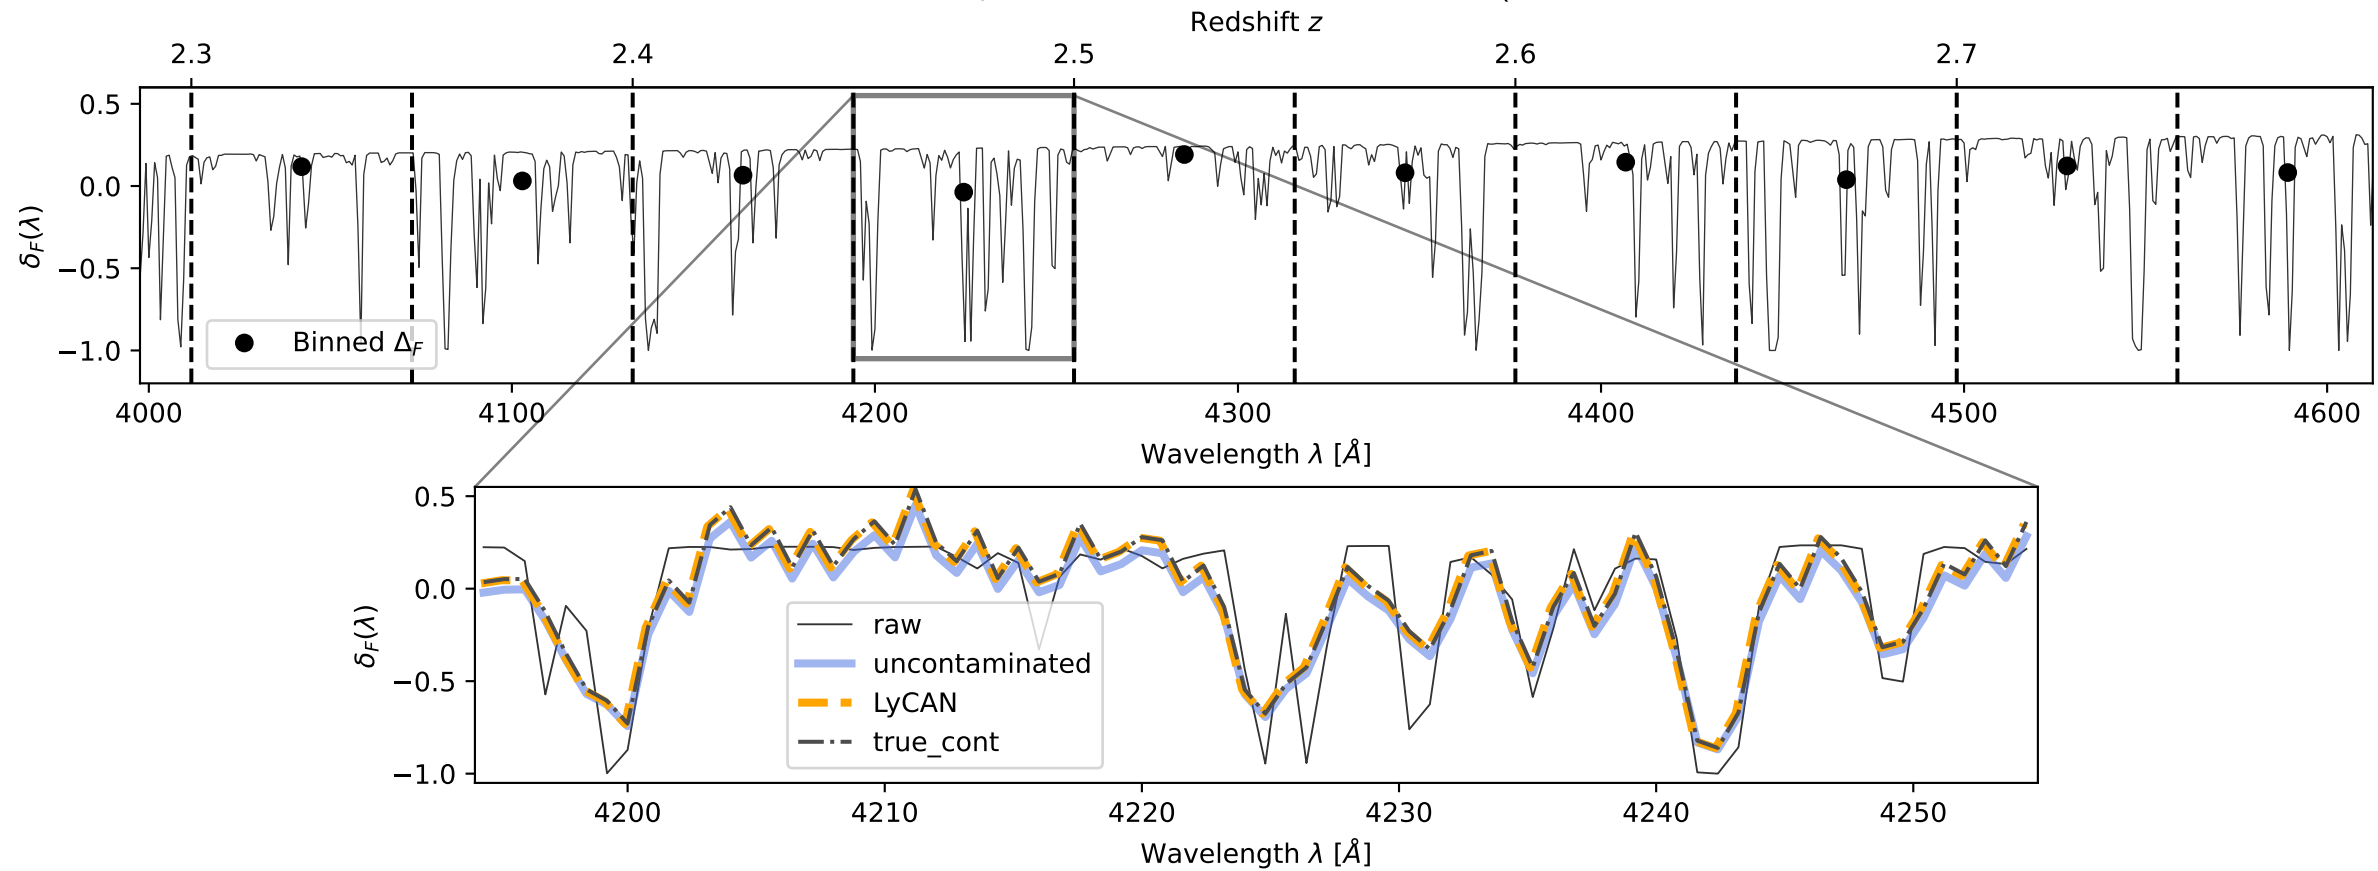 Redshift z
2.3 2.4 2.5 2.6 2.7
0.5
0.0
−0.5
−1.0
δF(λ)
Binned ΔF
4000 4100 4200 4300 4400 4500 4600
Wavelength λ [Å]
0.5
0.0
−0.5
−1.0
δF(λ)
raw
uncontaminated
LyCAN
true_cont
4200 4210 4220 4230 4240 4250
Wavelength λ [Å]